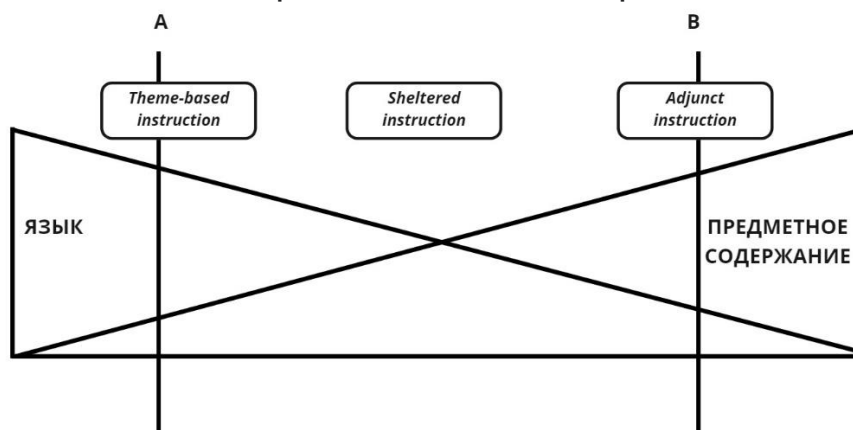 A
B
Theme-based
instruction
Sheltered
instruction
Adjunct
instruction
ЯЗЫК
ПРЕДМЕТНОЕ
СОДЕРЖАНИЕ